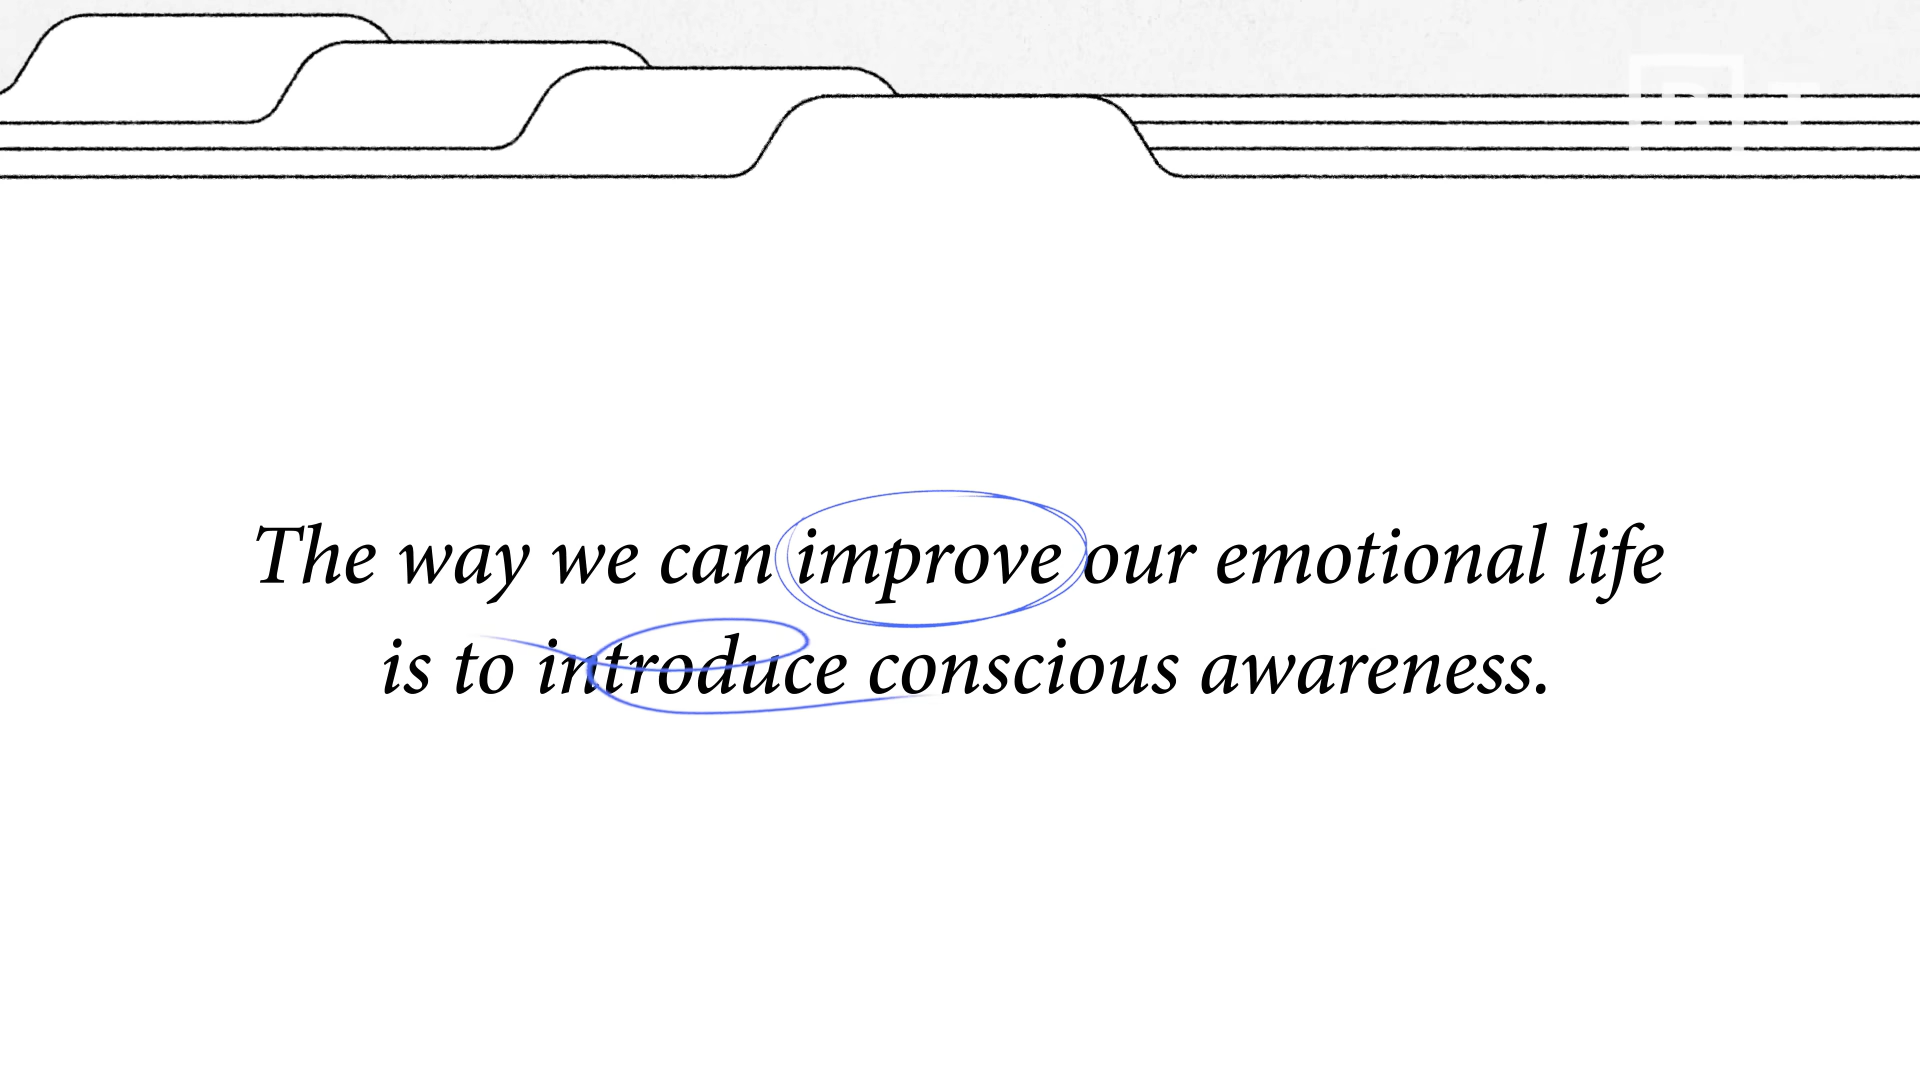 The way we can improve our emotional life
is to introduce conscious awareness.